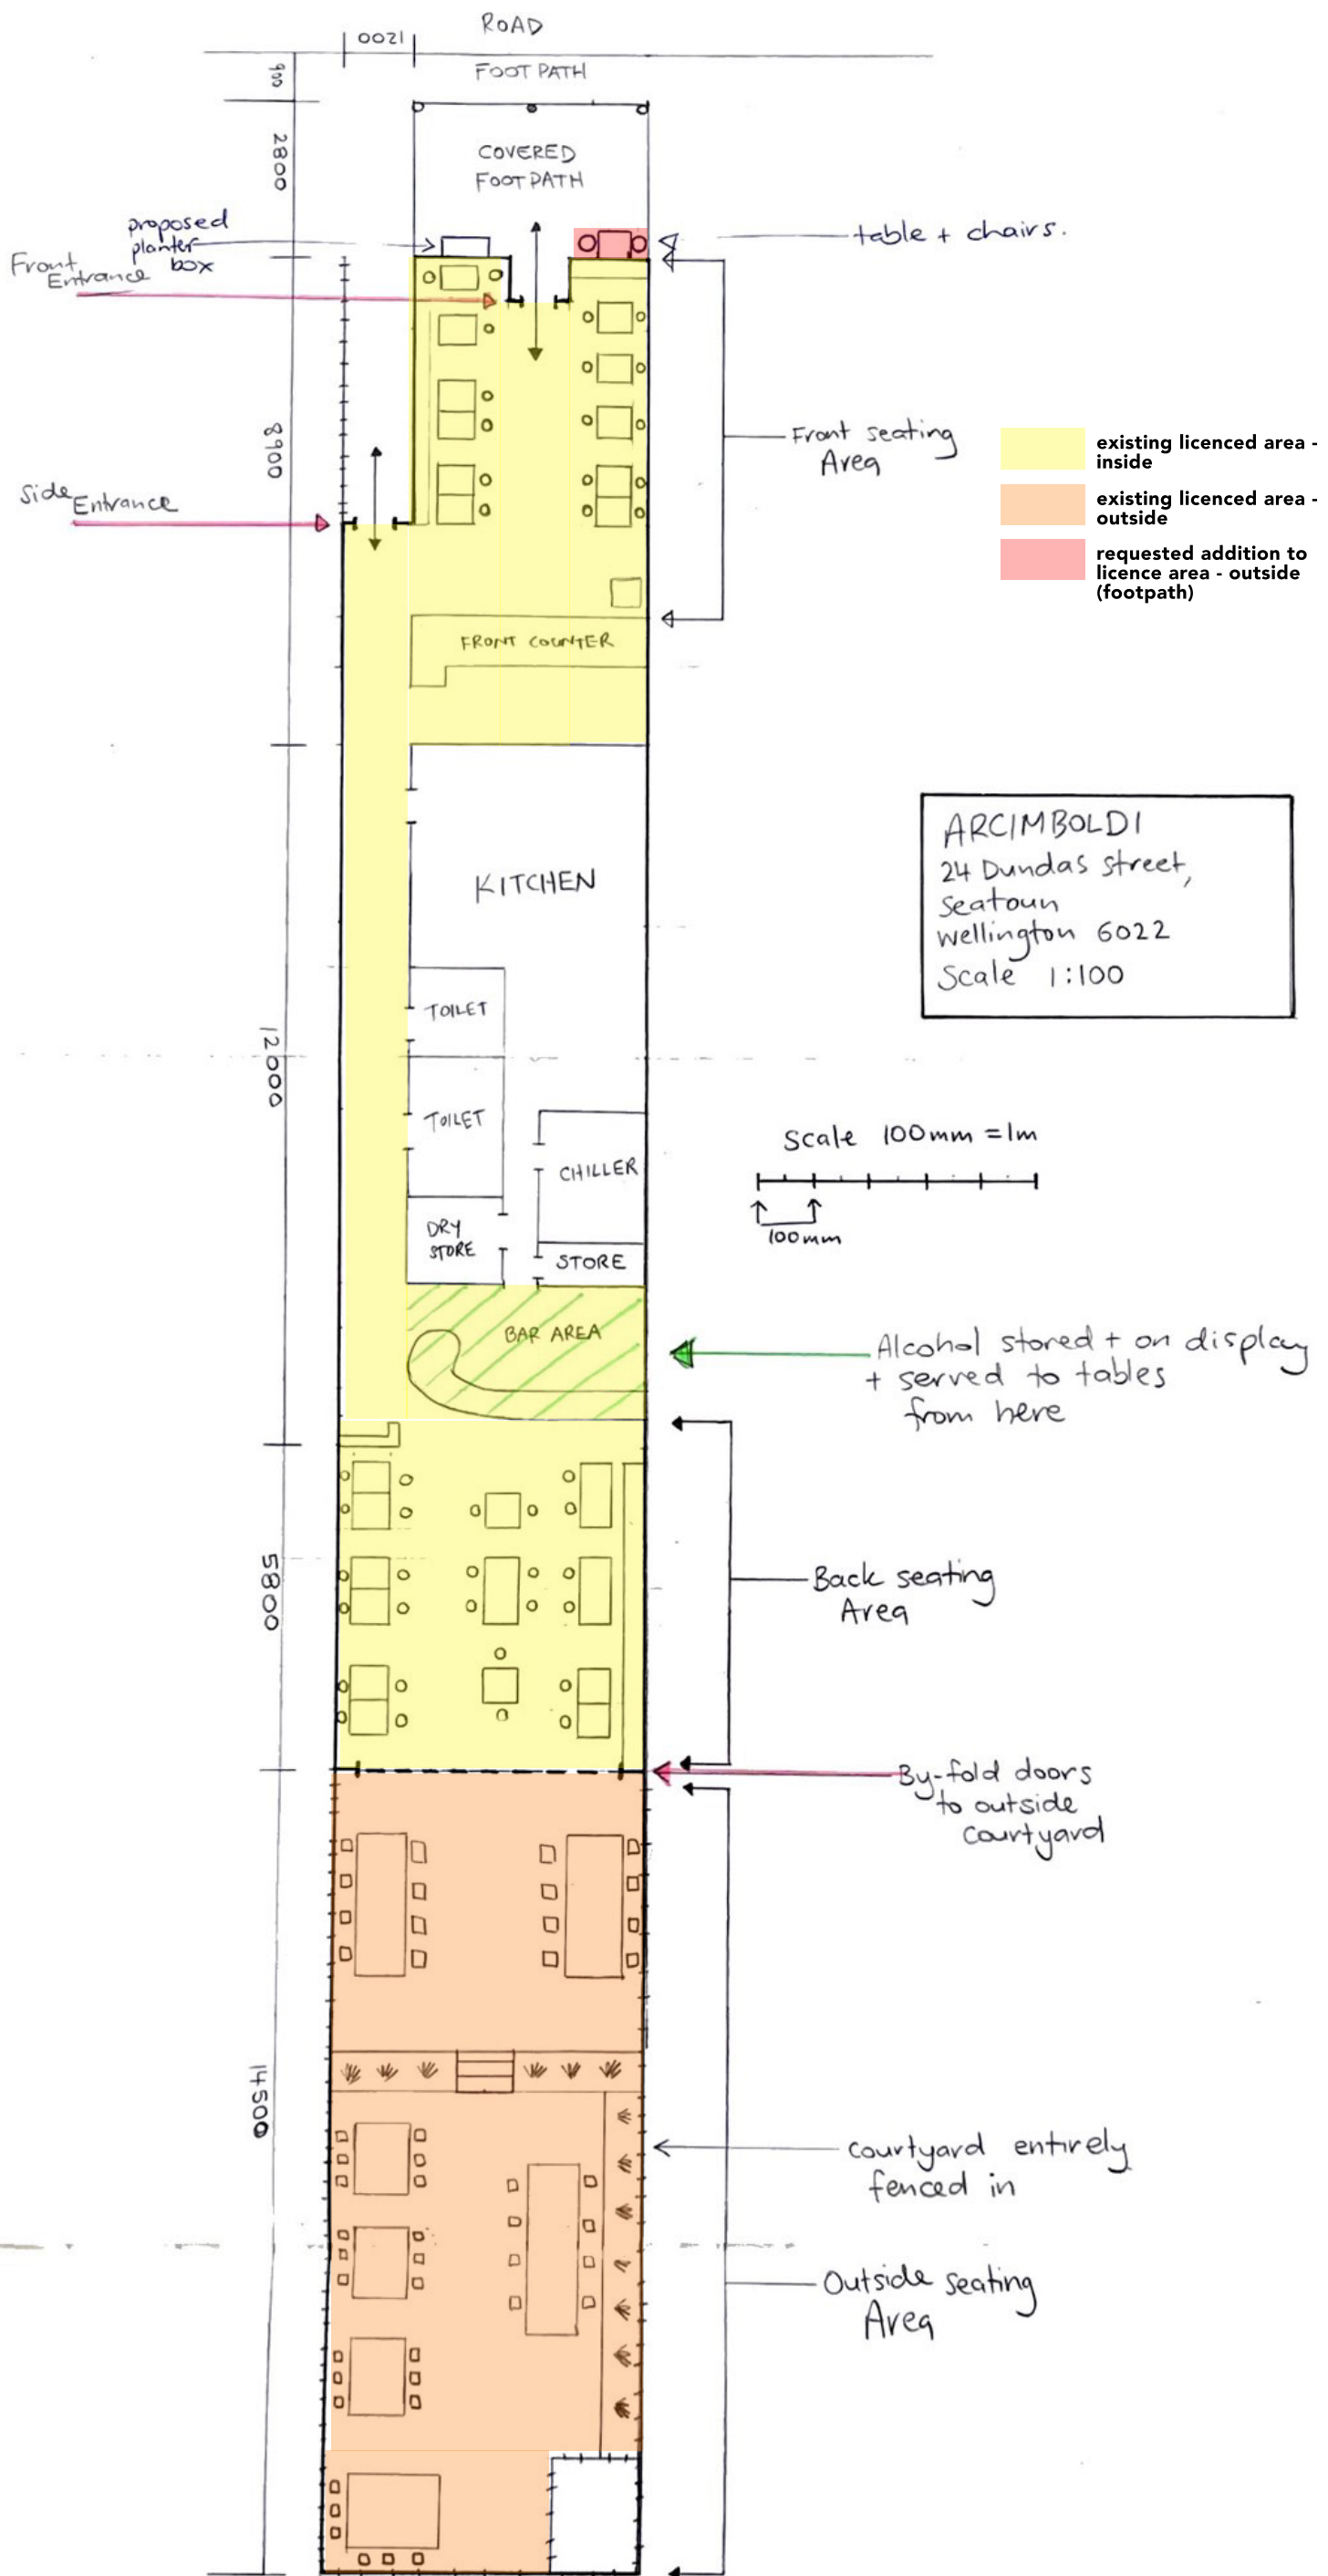 ROAD
1200
FOOTPATH
900
2800
COVERED
FOOTPATH
proposed
planter
box
table + chairs.
Front
Entrance
8900
Front seating
Area
existing licenced area -
inside
existing licenced area -
outside
requested addition to
licence area - outside
(footpath)
Side Entrance
FRONT COUNTER
ARCIMBOLDI
24 Dundas street,
Seatoun
Wellington 6022
Scale 1:100
KITCHEN
TOILET
12000
TOILET
Scale 100mm = 1m
100mm
CHILLER
DRY
STORE
STORE
BAR AREA
Alcohol stored + on display
+ served to tables
from here
5800
Back seating
Area
By-fold doors
to outside
Courtyard
14500
Courtyard entirely
fenced in
Outside seating
Area